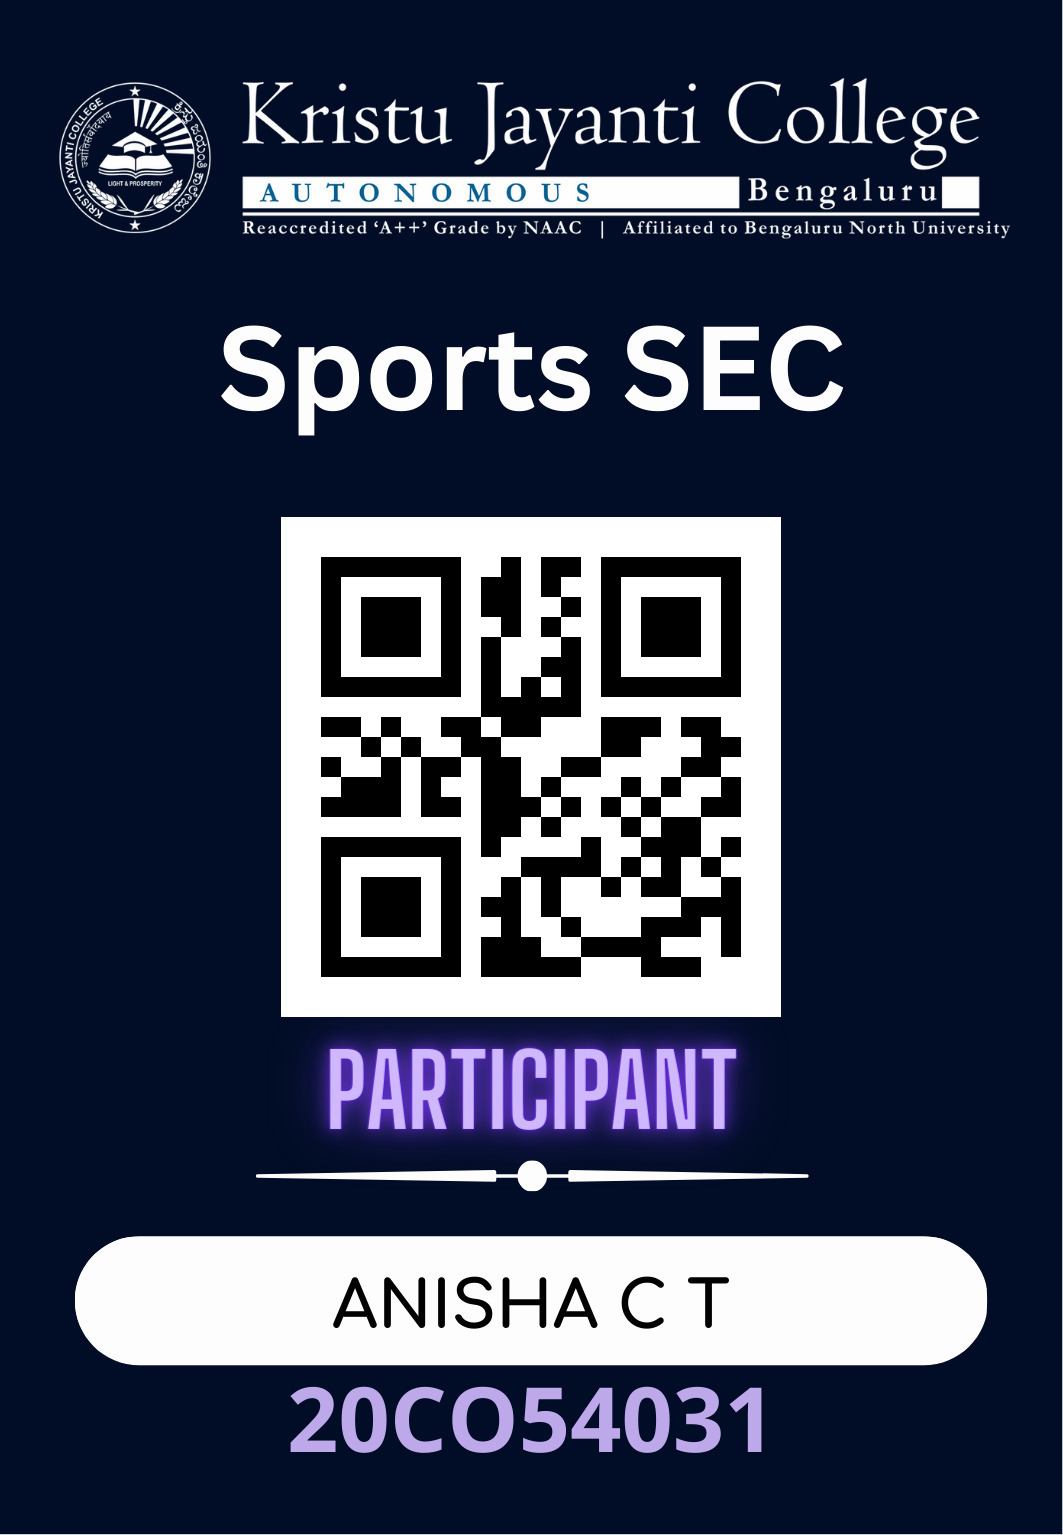 Kristu Jayanti College
AUTONOMOUS Bengaluru
Reaccredited ‘A++’ Grade by NAAC | Affiliated to Bengaluru North University
KRISTU JAYANTI COLLEGE
LIGHT & PROSPERITY
Sports SEC
PARTICIPANT
ANISHA C T
20CO54031